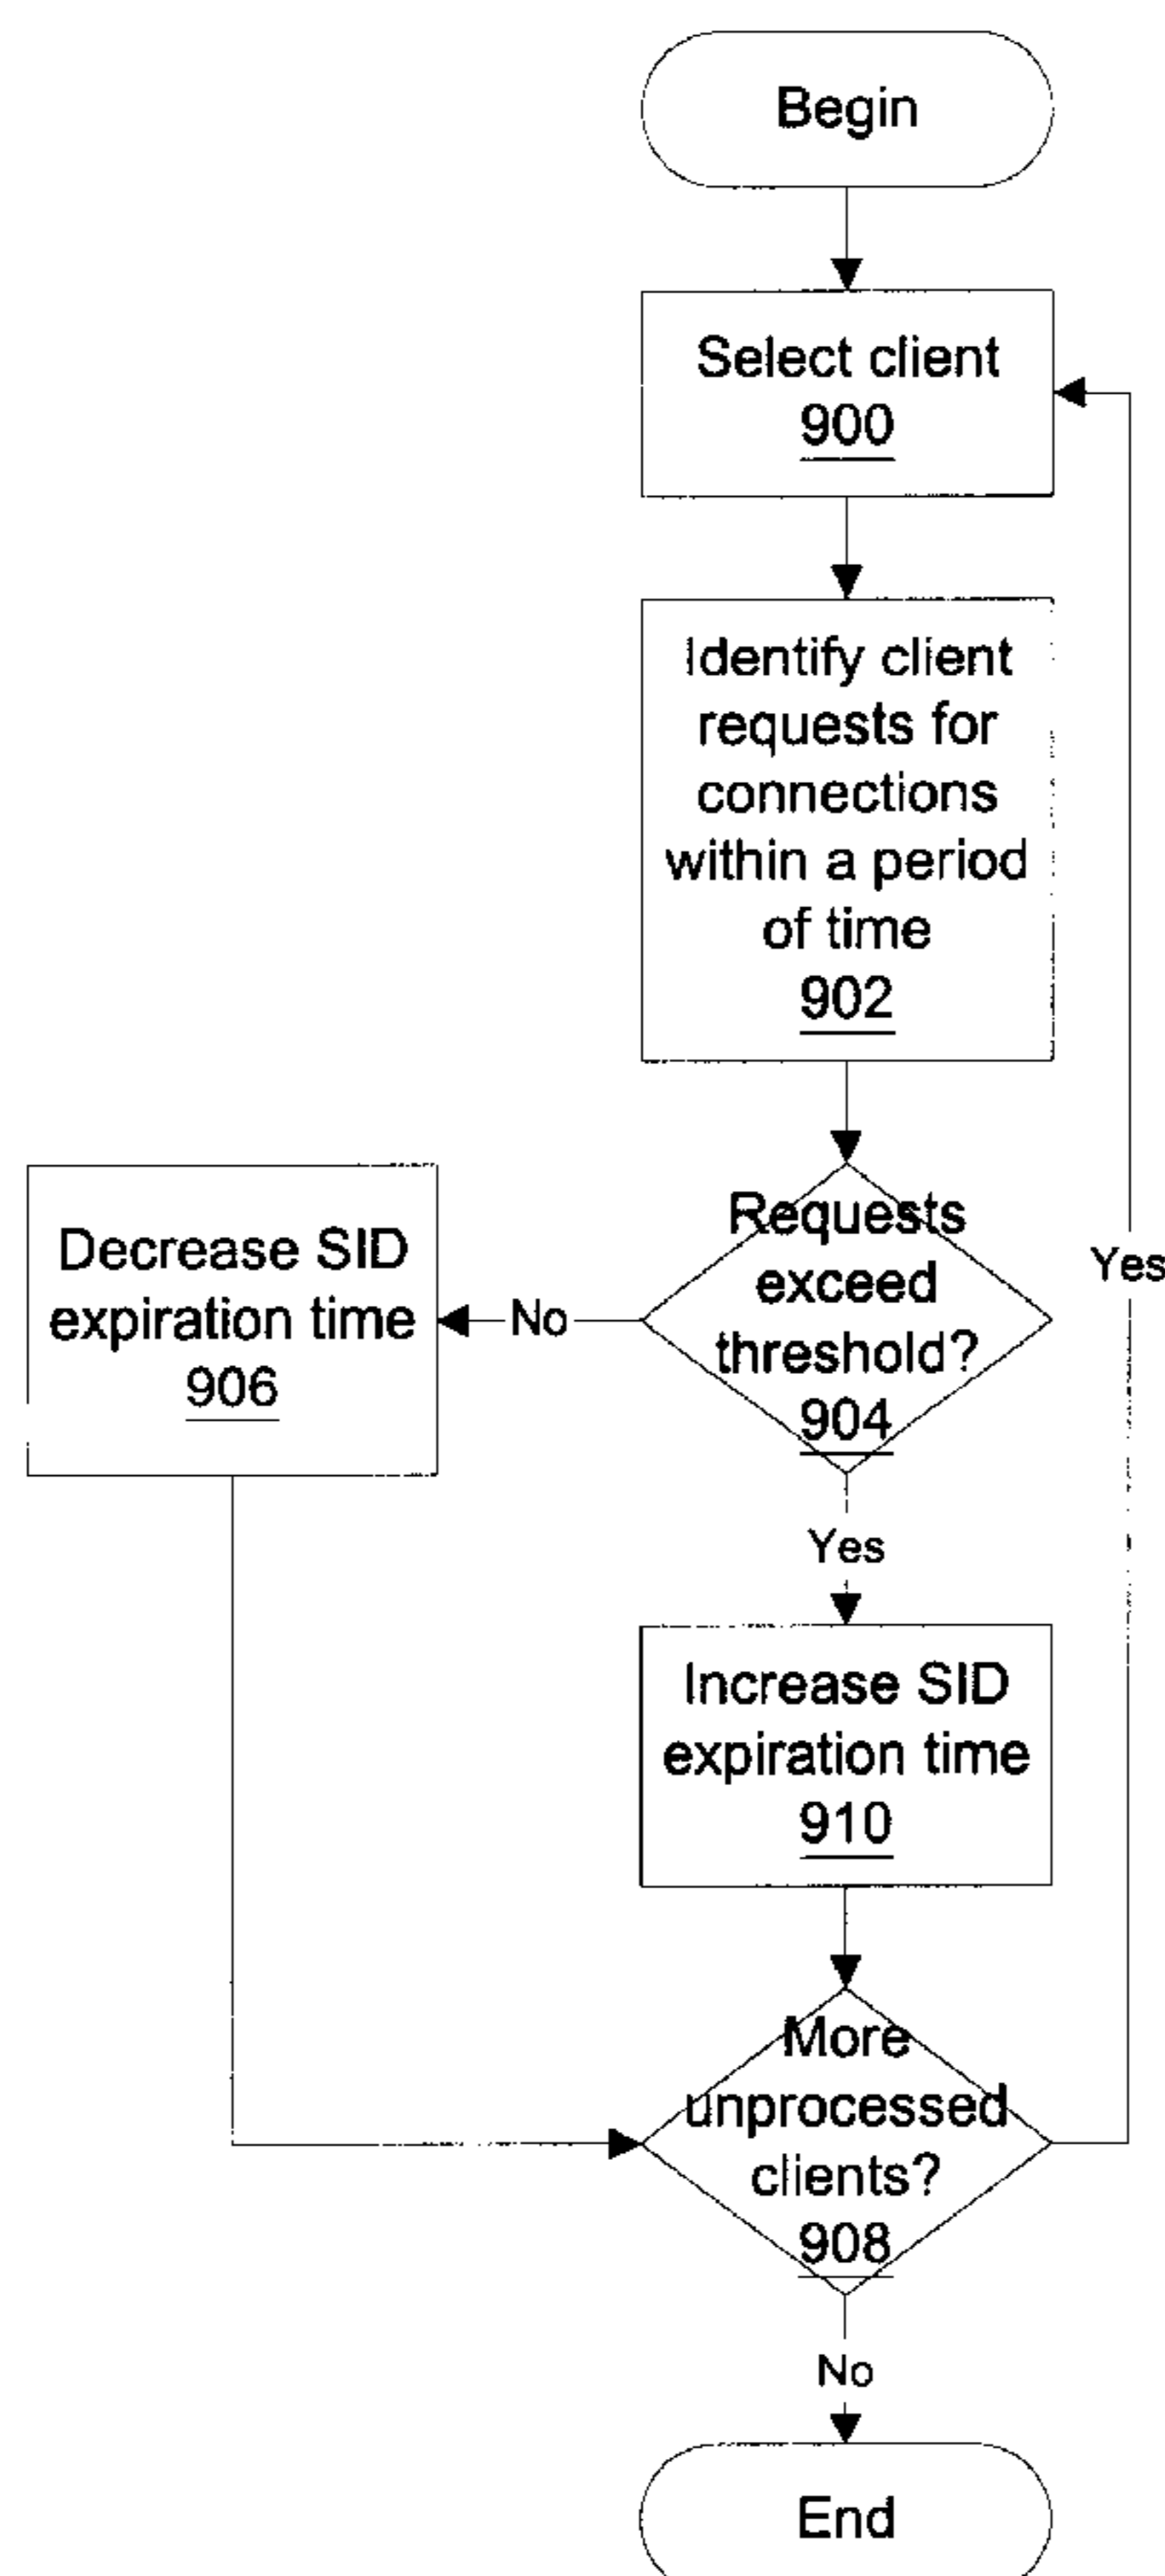 Begin
Select client
900
Identify client
requests for
connections
within a period
of time
902
Requests
exceed
threshold?
904
Yes
No
Decrease SID
expiration time
906
Yes
Increase SID
expiration time
910
More
unprocessed
clients?
908
No
End